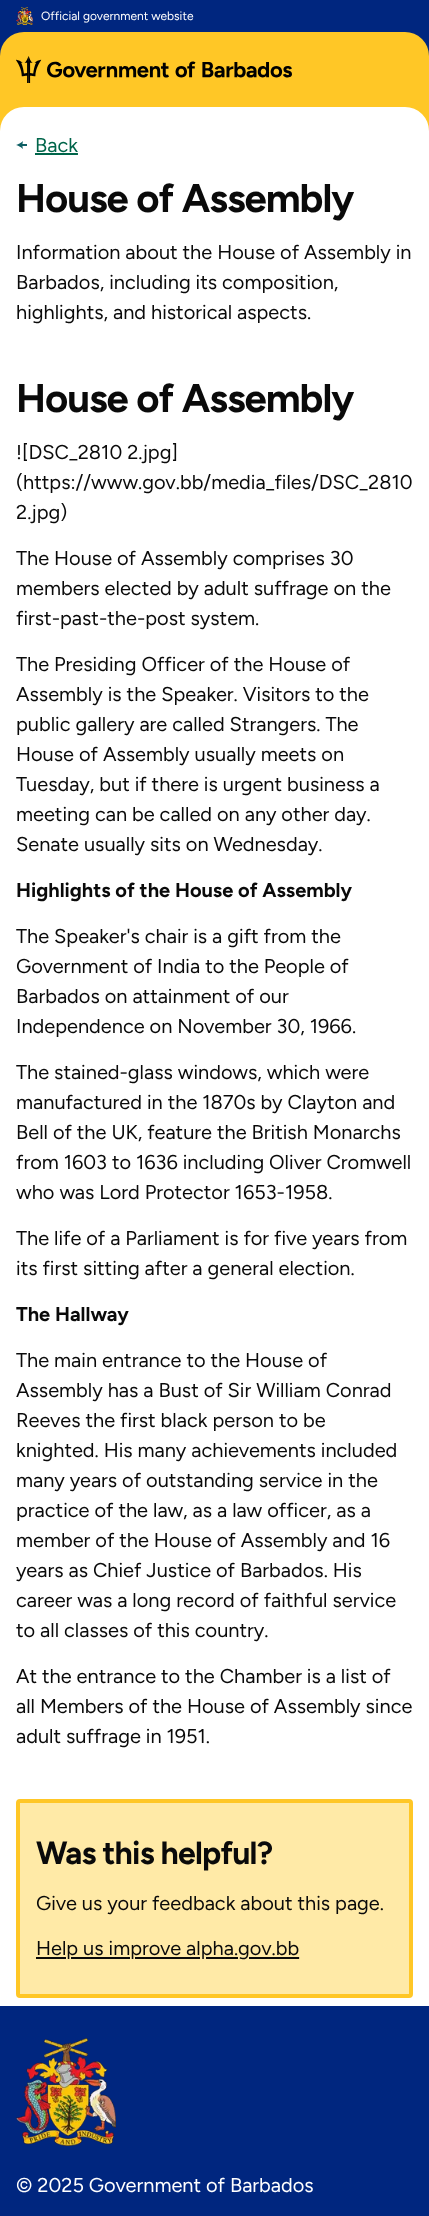 Official government website
Government of Barbados
← Back
House of Assembly
Information about the House of Assembly in
Barbados, including its composition,
highlights, and historical aspects.
House of Assembly
![DSC_2810 2.jpg]
(https://www.gov.bb/media_files/DSC_2810
2.jpg)
The House of Assembly comprises 30
members elected by adult suffrage on the
first-past-the-post system.
The Presiding Officer of the House of
Assembly is the Speaker. Visitors to the
public gallery are called Strangers. The
House of Assembly usually meets on
Tuesday, but if there is urgent business a
meeting can be called on any other day.
Senate usually sits on Wednesday.
Highlights of the House of Assembly
The Speaker's chair is a gift from the
Government of India to the People of
Barbados on attainment of our
Independence on November 30, 1966.
The stained-glass windows, which were
manufactured in the 1870s by Clayton and
Bell of the UK, feature the British Monarchs
from 1603 to 1636 including Oliver Cromwell
who was Lord Protector 1653-1958.
The life of a Parliament is for five years from
its first sitting after a general election.
The Hallway
The main entrance to the House of
Assembly has a Bust of Sir William Conrad
Reeves the first black person to be
knighted. His many achievements included
many years of outstanding service in the
practice of the law, as a law officer, as a
member of the House of Assembly and 16
years as Chief Justice of Barbados. His
career was a long record of faithful service
to all classes of this country.
At the entrance to the Chamber is a list of
all Members of the House of Assembly since
adult suffrage in 1951.
Was this helpful?
Give us your feedback about this page.
Help us improve alpha.gov.bb
PRIDE AND INDUSTRY
© 2025 Government of Barbados